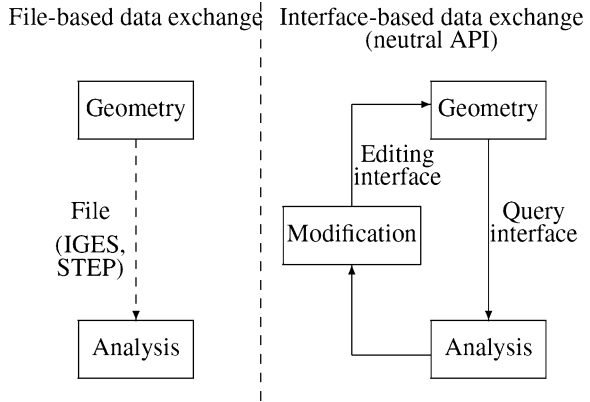 File-based data exchange
Geometry
File
(IGES,
STEP)
Analysis
Interface-based data exchange
(neutral API)
Geometry
Editing
interface
Modification
Query
interface
Analysis